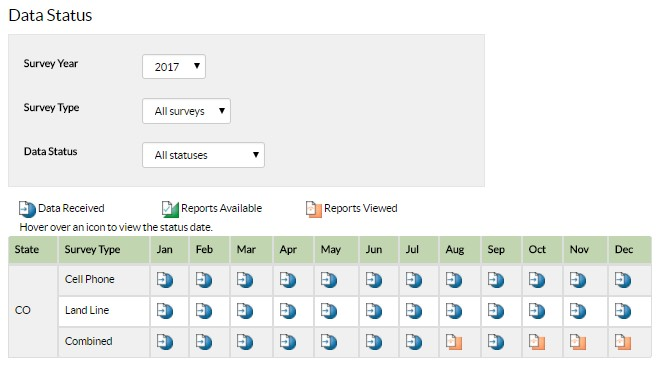 Data Status
Survey Year 2017
Survey Type All surveys
Data Status All statuses
Data Received Reports Available Reports Viewed
Hover over an icon to view the status date.
State Survey Type Jan Feb Mar Apr May Jun Jul Aug Sep Oct Nov Dec
Cell Phone
CO Land Line
Combined